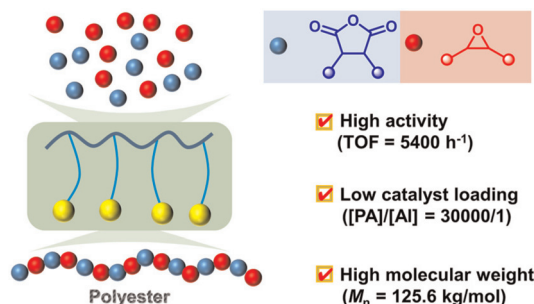 O O O
O
High activity
(TOF = 5400 h⁻¹)
Low catalyst loading
([PA]/[Al] = 30000/1)
High molecular weight
(Mₙ = 125.6 kg/mol)
Polyester